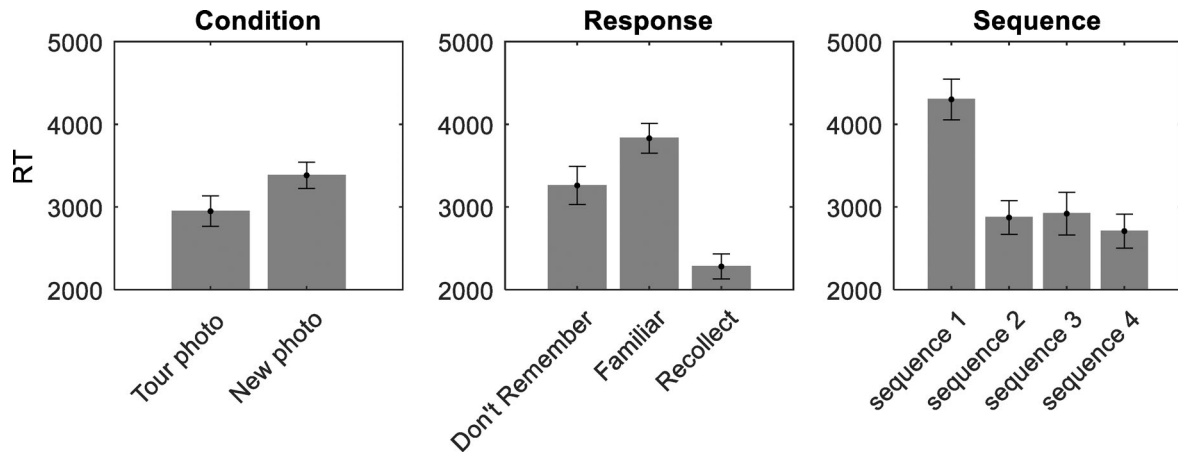 Condition
Response
Sequence
RT
5000
4000
3000
2000
Tour photo
New photo
5000
4000
3000
2000
Don't Remember
Familiar
Recollect
5000
4000
3000
2000
sequence 1
sequence 2
sequence 3
sequence 4